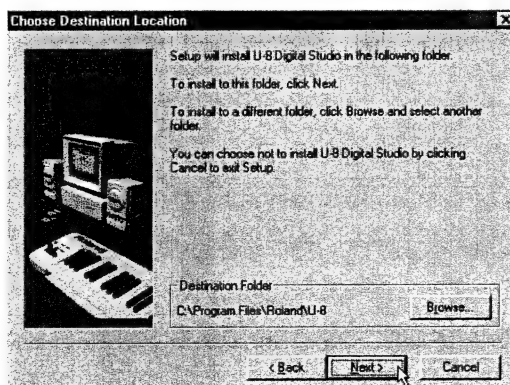 Choose Destination Location
Setup will install U-8 Digital Studio in the following folder.
To install to this folder, click Next.
To install to a different folder, click Browse and select another
folder.
You can choose not to install U-8 Digital Studio by clicking
Cancel to exit Setup.
Destination Folder
C:\Program Files\Roland\U-8
Browse...
< Back
Next >
Cancel